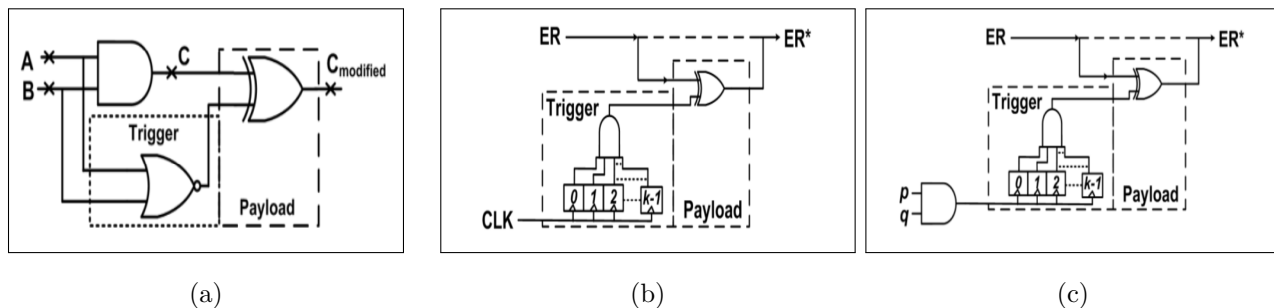 A
B
C
C modified
Trigger
Payload
(a)
ER
ER*
Trigger
0 1 2 k-1
Payload
CLK
(b)
ER
ER*
Trigger
0 1 2 k-1
Payload
p
q
(c)